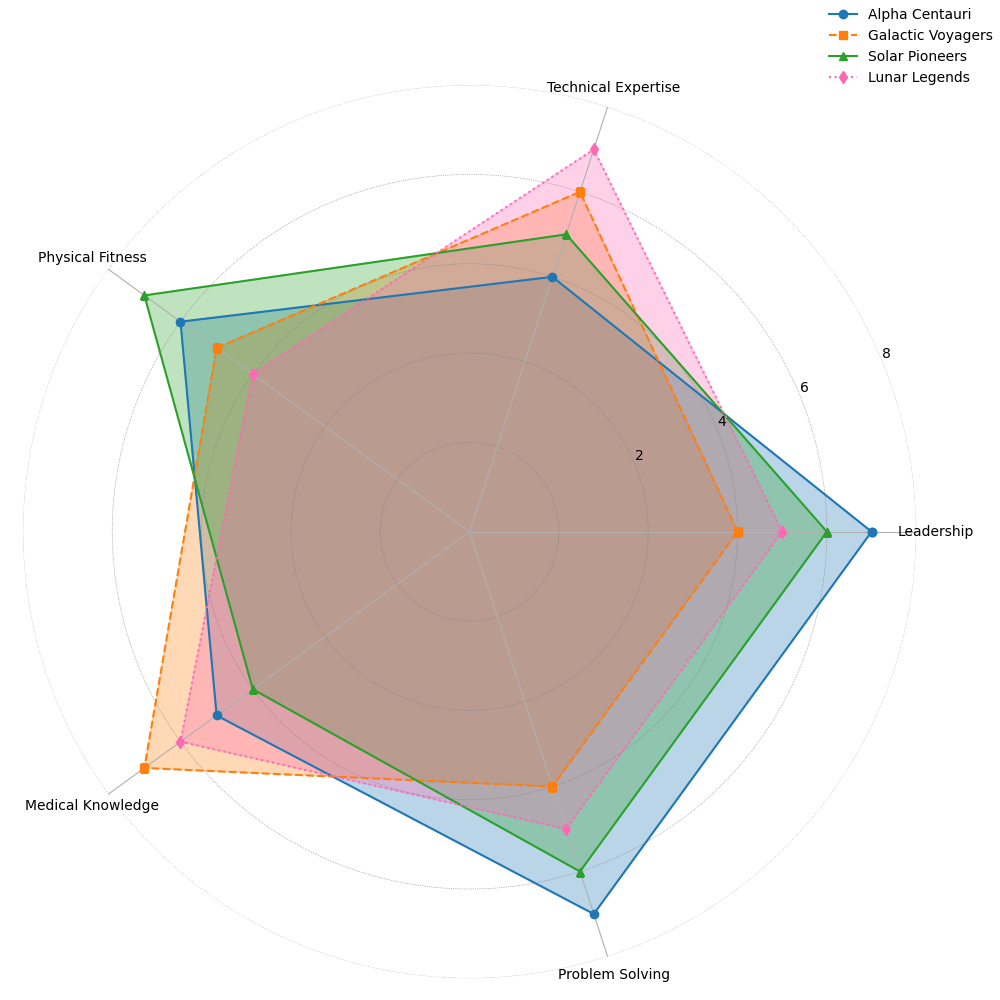 Alpha Centauri
Galactic Voyagers
Solar Pioneers
Lunar Legends
Technical Expertise
Physical Fitness
8
6
4
2
Leadership
Medical Knowledge
Problem Solving